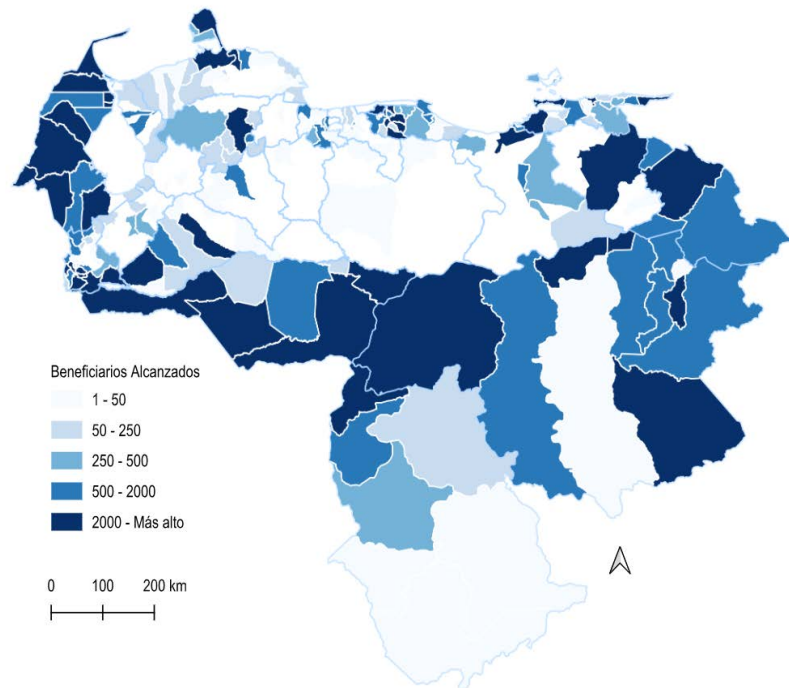 Beneficiarios Alcanzados
1 - 50
50 - 250
250 - 500
500 - 2000
2000 - Más alto
0 100 200 km